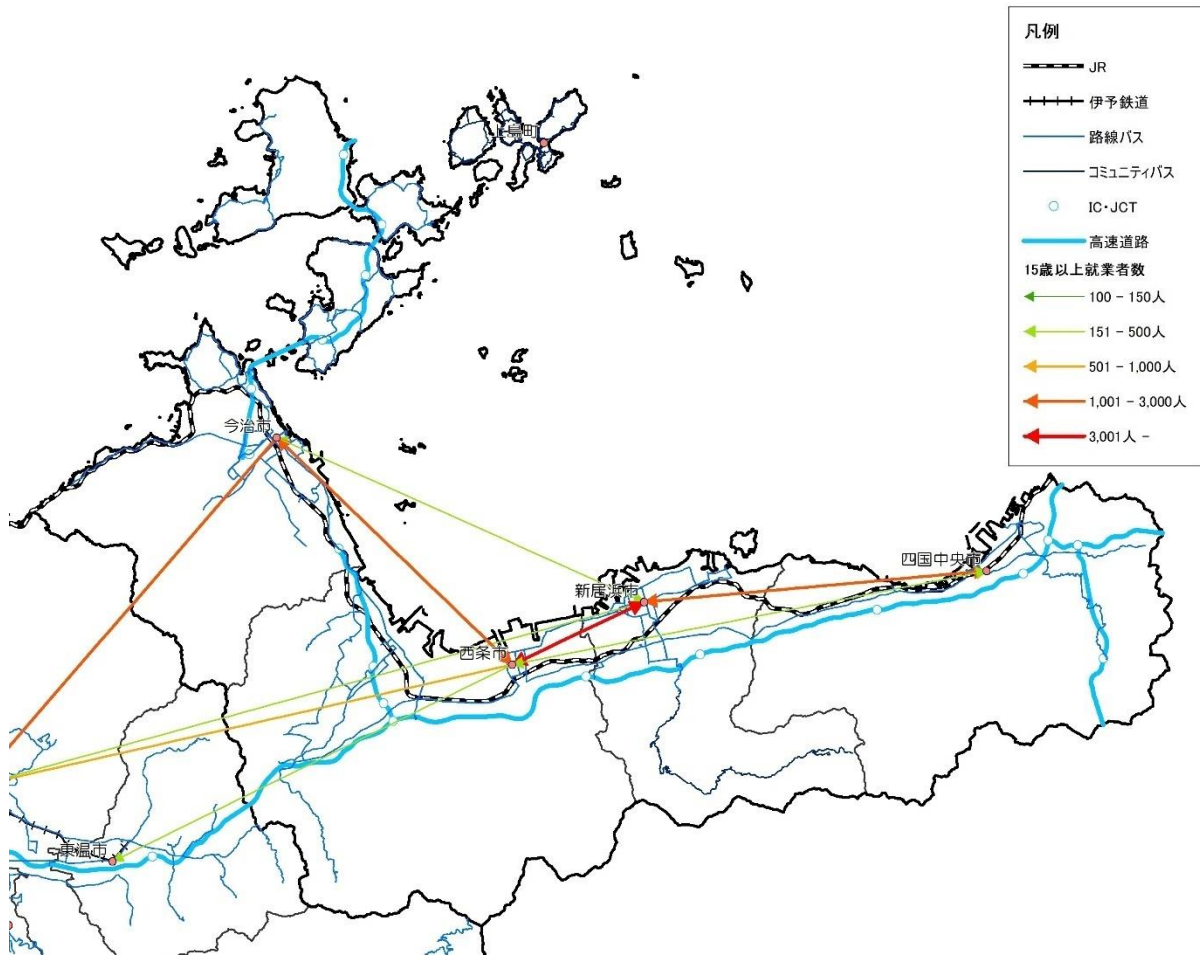 凡例
JR
伊予鉄道
路線バス
コミュニティバス
IC・JCT
高速道路
15歳以上就業者数
100 - 150人
151 - 500人
501 - 1,000人
1,001 - 3,000人
3,001人 -
上島町
今治市
四国中央市
新居浜市
西条市
東温市